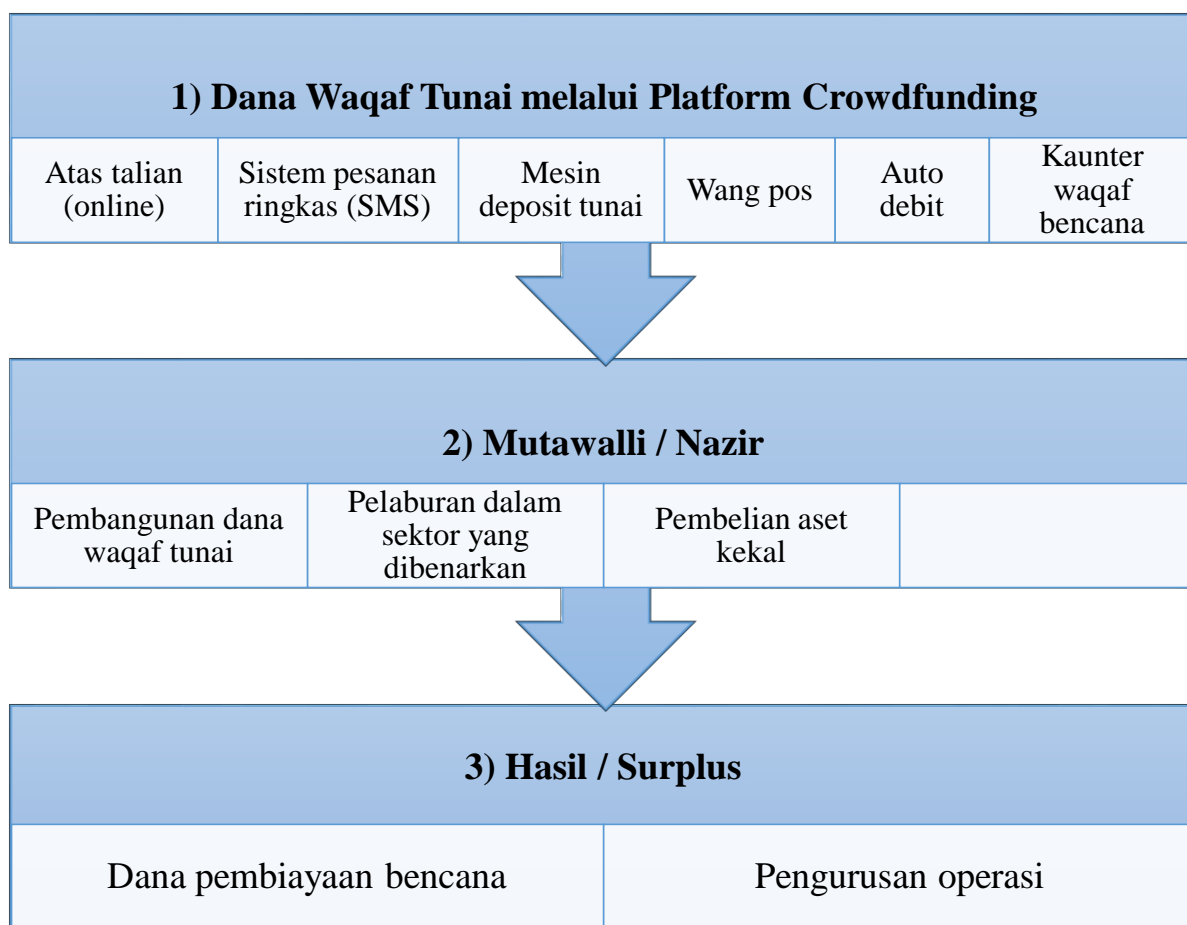 1) Dana Waqaf Tunai melalui Platform Crowdfunding
Atas talian
(online)
Sistem pesanan
ringkas (SMS)
Mesin
deposit tunai
Wang pos
Auto
debit
Kaunter
waqaf
bencana
2) Mutawalli / Nazir
Pembangunan dana
waqaf tunai
Pelaburan dalam
sektor yang
dibenarkan
Pembelian aset
kekal
3) Hasil / Surplus
Dana pembiayaan bencana
Pengurusan operasi